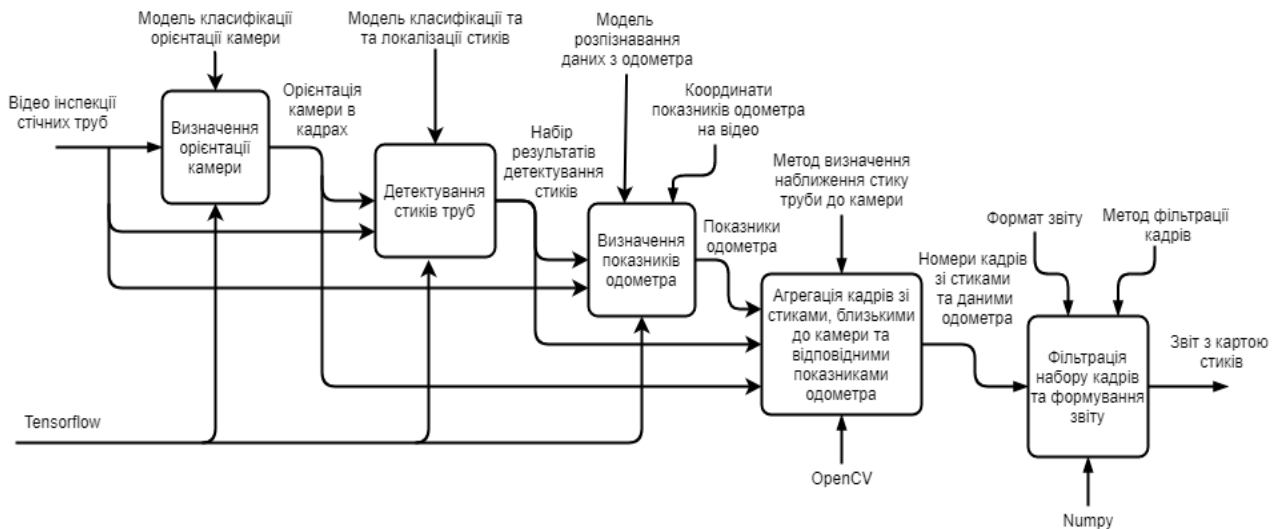 Модель класифікації
орієнтації камери
Модель класифікації та
та локалізації стиків
Модель
розпізнавання
даних з одометра
Відео інспекції
стічних труб
Визначення
орієнтації
камери
Орієнтація
камери в
кадрах
Координати
показників одометра
на відео
Детектування
стиків труб
Набір
результатів
детектування
стиків
Метод визначення
наближення стику
труби до камери
Визначення
показників
одометра
Показники
одометра
Формат звіту
Метод фільтрації
кадрів
Номери кадрів
зі стиками
та даними
одометра
Агрегація кадрів зі
стиками, близькими
до камери та
відповідними
показниками
одометра
Фільтрація
набору кадрів
та формування
звіту
Звіт з картою
стиків
Tensorflow
OpenCV
Numpy